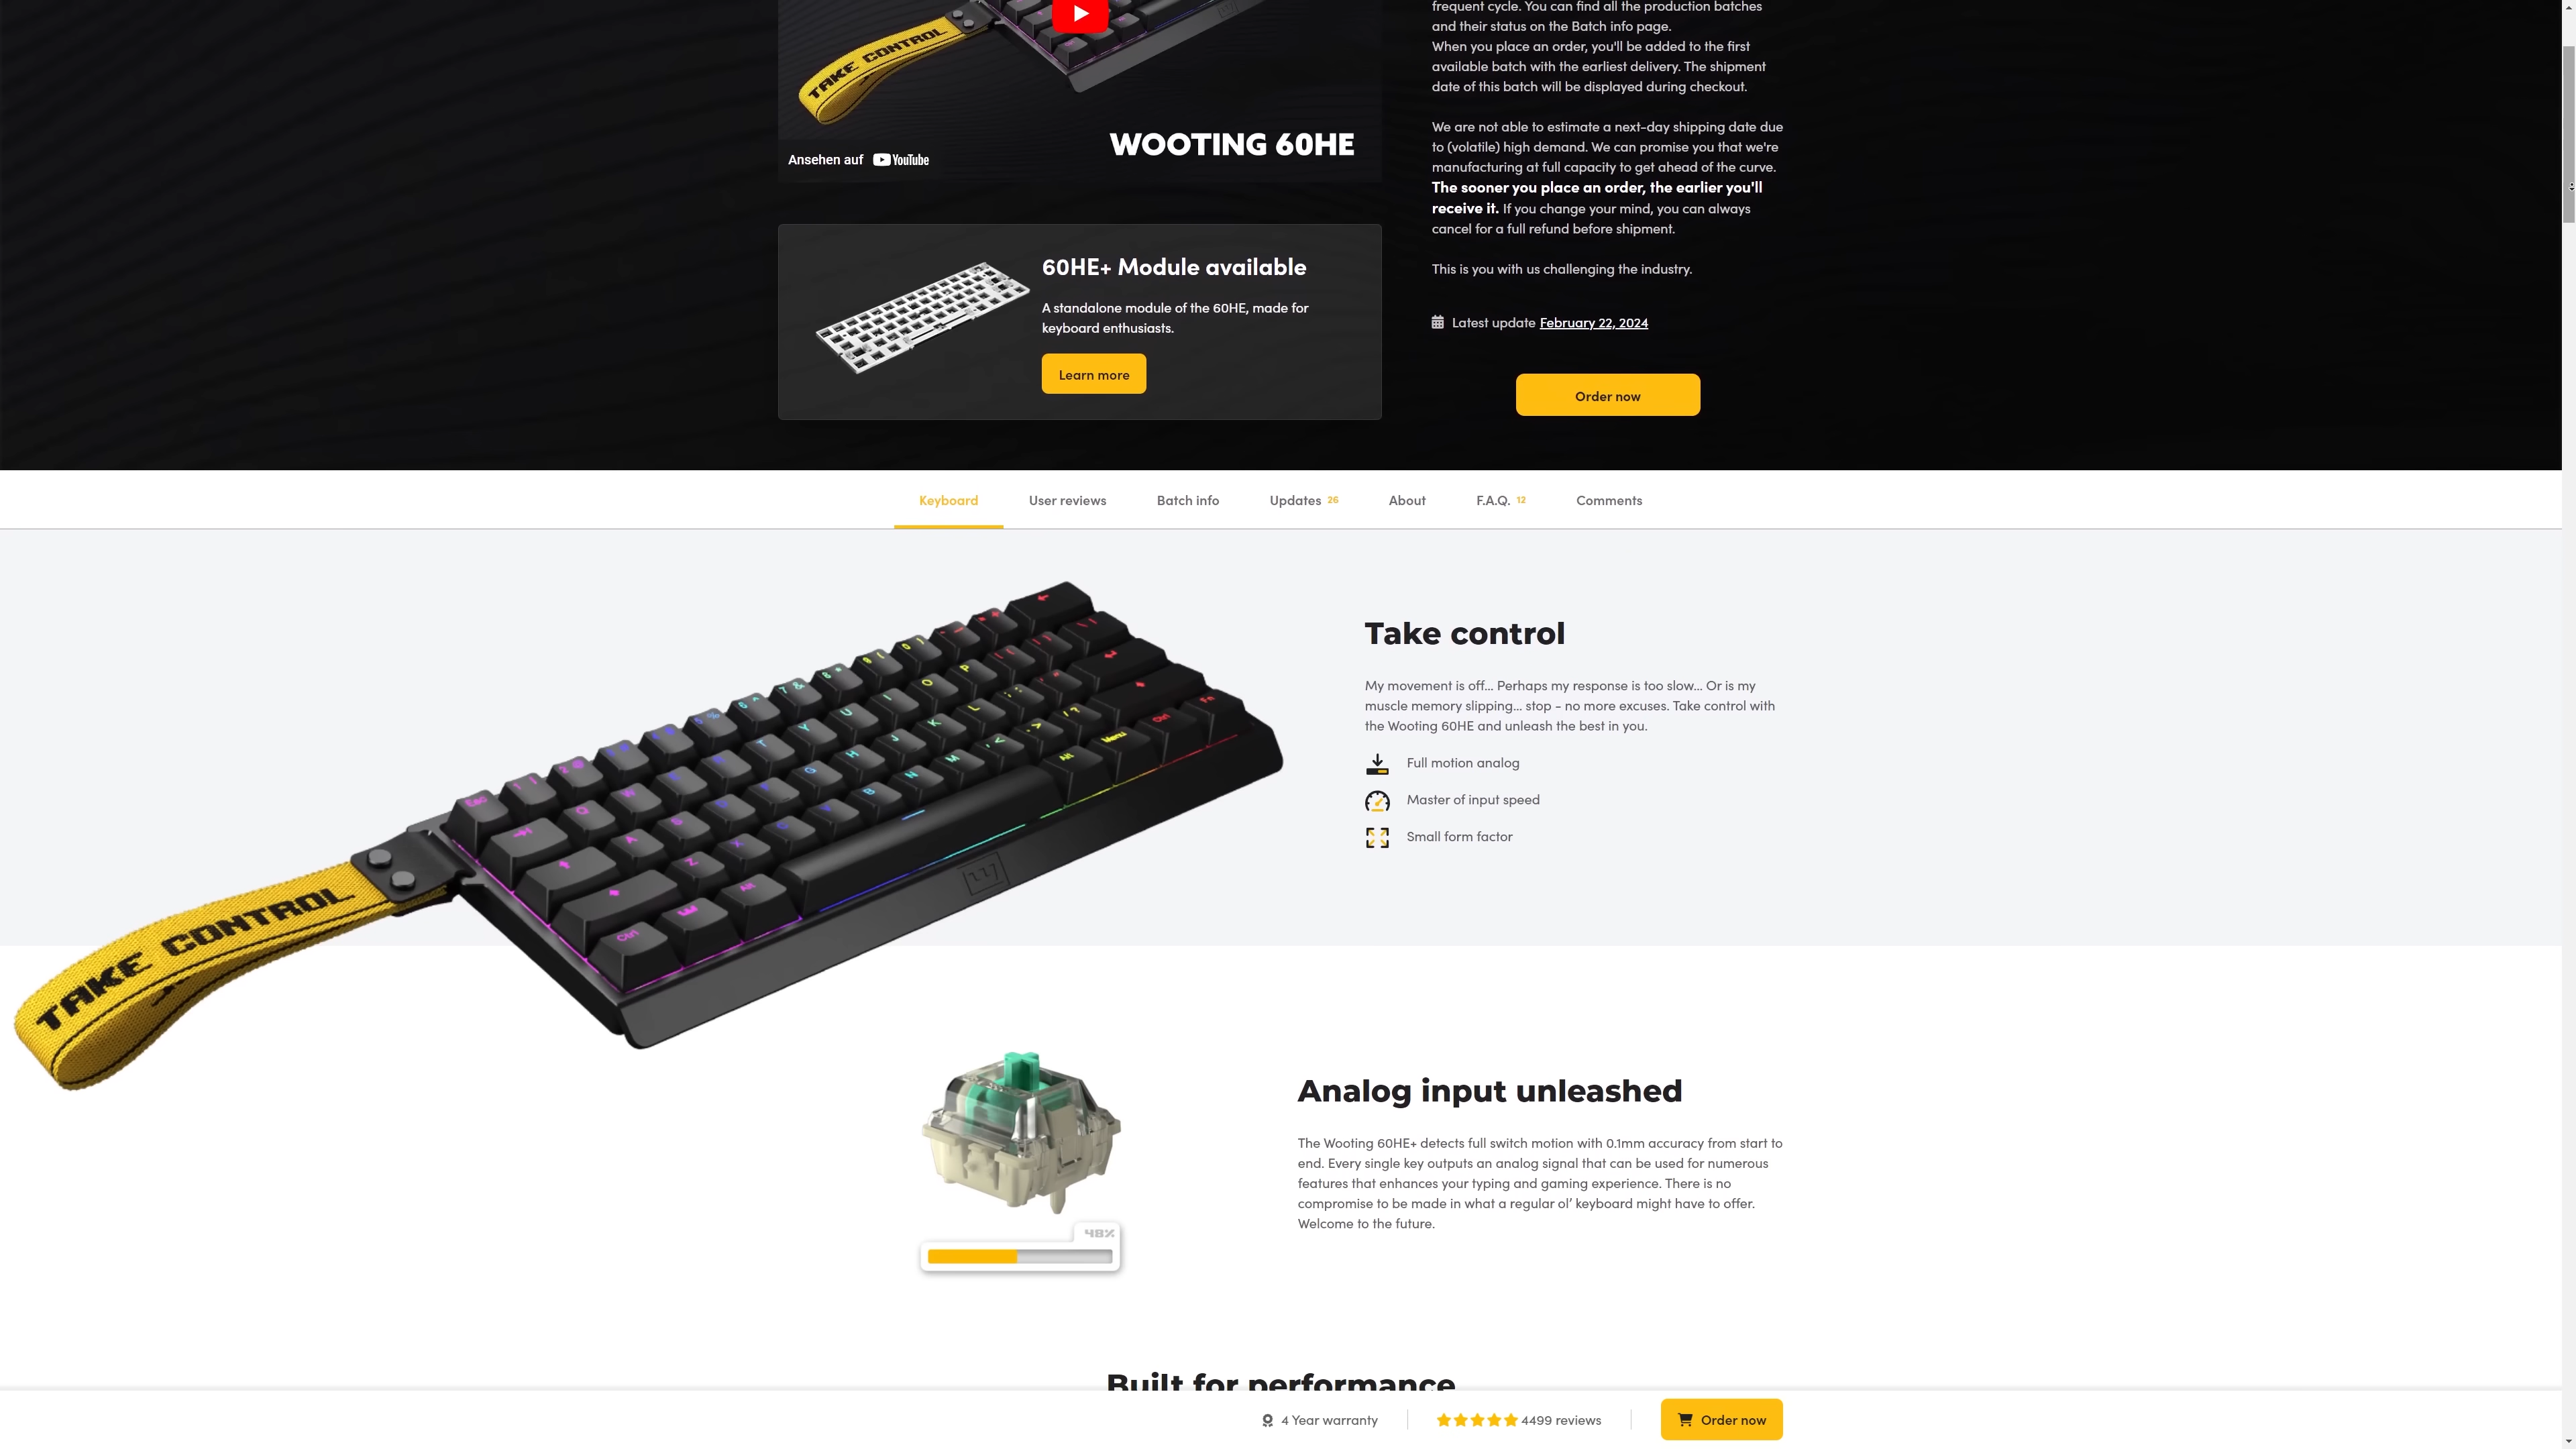 TAKE CONTROL
WOOTING 60HE
Ansehen auf YouTube
frequent cycle. You can find all the production batches
and their status on the Batch info page.
When you place an order, you'll be added to the first
available batch with the earliest delivery. The shipment
date of this batch will be displayed during checkout.
We are not able to estimate a next-day shipping date due
to (volatile) high demand. We can promise you that we're
manufacturing at full capacity to get ahead of the curve.
The sooner you place an order, the earlier you'll
receive it. If you change your mind, you can always
cancel for a full refund before shipment.
This is you with us challenging the industry.
Latest update February 22, 2024
Order now
60HE+ Module available
A standalone module of the 60HE, made for
keyboard enthusiasts.
Learn more
Keyboard User reviews Batch info Updates 26 About F.A.Q. 12 Comments
TAKE CONTROL
Take control
My movement is off... Perhaps my response is too slow... Or is my
muscle memory slipping... stop - no more excuses. Take control with
the Wooting 60HE and unleash the best in you.
Full motion analog
Master of input speed
Small form factor
48%
Analog input unleashed
The Wooting 60HE+ detects full switch motion with 0.1mm accuracy from start to
end. Every single key outputs an analog signal that can be used for numerous
features that enhances your typing and gaming experience. There is no
compromise to be made in what a regular ol’ keyboard might have to offer.
Welcome to the future.
Built for performance
4 Year warranty
4499 reviews
Order now